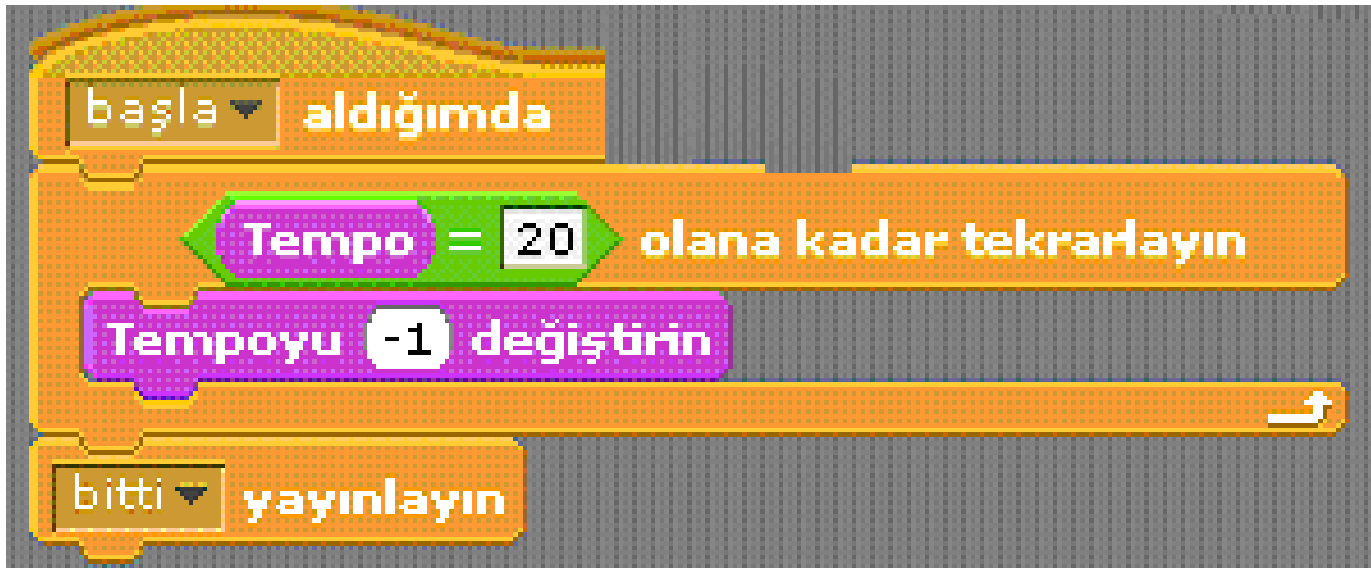 başla aldığımda
Tempo = 20 olana kadar tekrarlayın
Tempoyu -1 değiştirin
bitti yayınlayın